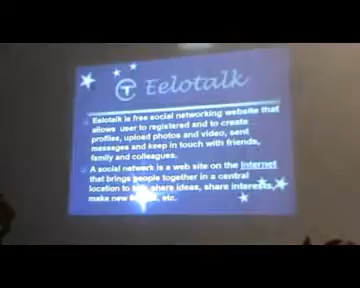 Eelotalk
Eelotalk is free social networking website that
allows user to registered and to create
profiles, upload photos and video, send
messages and keep in touch with friends,
family and colleagues.
A social network is a web site on the Internet
that brings people together in a central
location to share ideas, share interests,
make new etc.